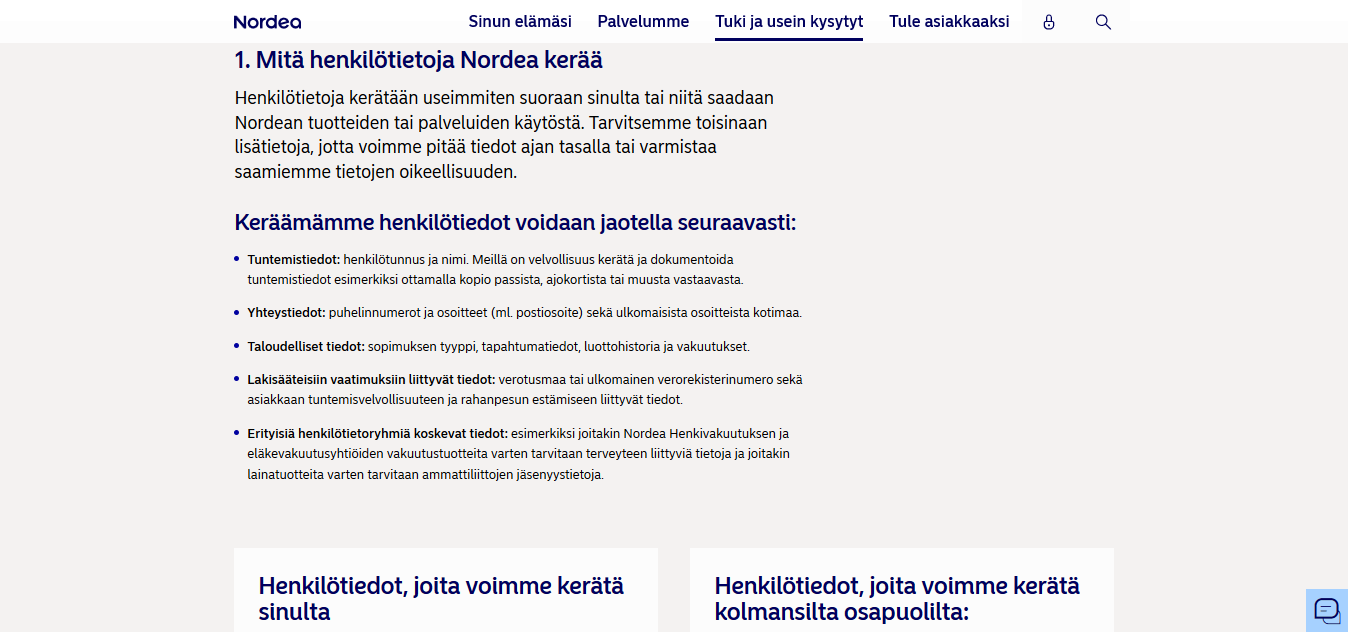 Nordea
Sinun elämäsi Palvelumme Tuki ja usein kysytyt Tule asiakkaaksi
1. Mitä henkilötietoja Nordea kerää
Henkilötietoja kerätään useimmiten suoraan sinulta tai niitä saadaan
Nordean tuotteiden tai palveluiden käytöstä. Tarvitsemme toisinaan
lisätietoja, jotta voimme pitää tiedot ajan tasalla tai varmistaa
saamiemme tietojen oikeellisuuden.
Keräämämme henkilötiedot voidaan jaotella seuraavasti:
Tuntemistiedot: henkilötunnus ja nimi. Meillä on velvollisuus kerätä ja dokumentoida
tuntemistiedot esimerkiksi ottamalla kopio passista, ajokortista tai muusta vastaavasta.
Yhteystiedot: puhelinnumerot ja osoitteet (ml. postiosoite) sekä ulkomaisista osoitteista kotimaa.
Taloudelliset tiedot: sopimuksen tyyppi, tapahtumatiedot, luottohistoria ja vakuutukset.
Lakisääteisiin vaatimuksiin liittyvät tiedot: verotusmaa tai ulkomainen verorekisterinumero sekä
asiakkaan tuntemisvelvollisuuteen ja rahanpesun estämiseen liittyvät tiedot.
Erityisiä henkilötietoryhmiä koskevat tiedot: esimerkiksi joitakin Nordea Henkivakuutuksen ja
eläkevakuutusyhtiöiden vakuutustuotteita varten tarvitaan terveyteen liittyviä tietoja ja joitakin
lainatuotteita varten tarvitaan ammattiliittojen jäsenyystietoja.
Henkilötiedot, joita voimme kerätä
sinulta
Henkilötiedot, joita voimme kerätä
kolmansilta osapuolilta: